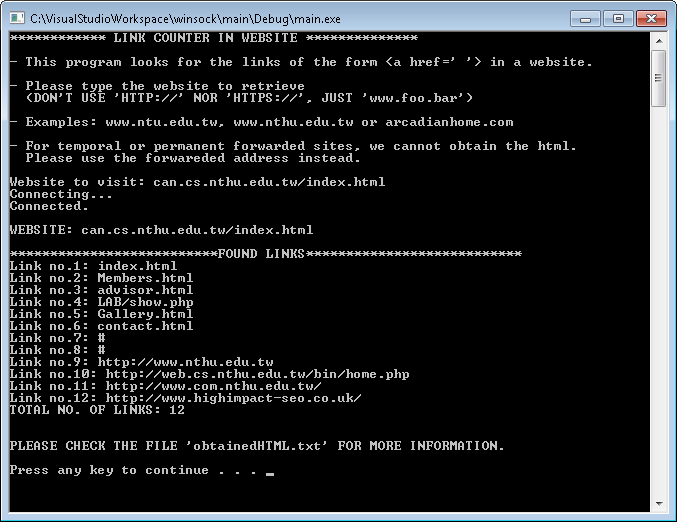 C:\VisualStudioWorkspace\winsock\main\Debug\main.exe
************ LINK COUNTER IN WEBSITE **************
- This program looks for the links of the form <a href=' '> in a website.
- Please type the website to retrieve
(DON'T USE 'HTTP://' NOR 'HTTPS://', JUST 'www.foo.bar')
- Examples: www.ntu.edu.tw, www.nthu.edu.tw or arcadianhome.com
- For temporal or permanent forwarded sites, we cannot obtain the html.
Please use the forwareded address instead.
Website to visit: can.cs.nthu.edu.tw/index.html
Connecting...
Connected.
WEBSITE: can.cs.nthu.edu.tw/index.html
**************************FOUND LINKS***************************
Link no.1: index.html
Link no.2: Members.html
Link no.3: advisor.html
Link no.4: LAB/show.php
Link no.5: Gallery.html
Link no.6: contact.html
Link no.7: #
Link no.8: #
Link no.9: http://www.nthu.edu.tw
Link no.10: http://web.cs.nthu.edu.tw/bin/home.php
Link no.11: http://www.com.nthu.edu.tw/
Link no.12: http://www.highimpact-seo.co.uk/
TOTAL NO. OF LINKS: 12
PLEASE CHECK THE FILE 'obtainedHTML.txt' FOR MORE INFORMATION.
Press any key to continue . . . _